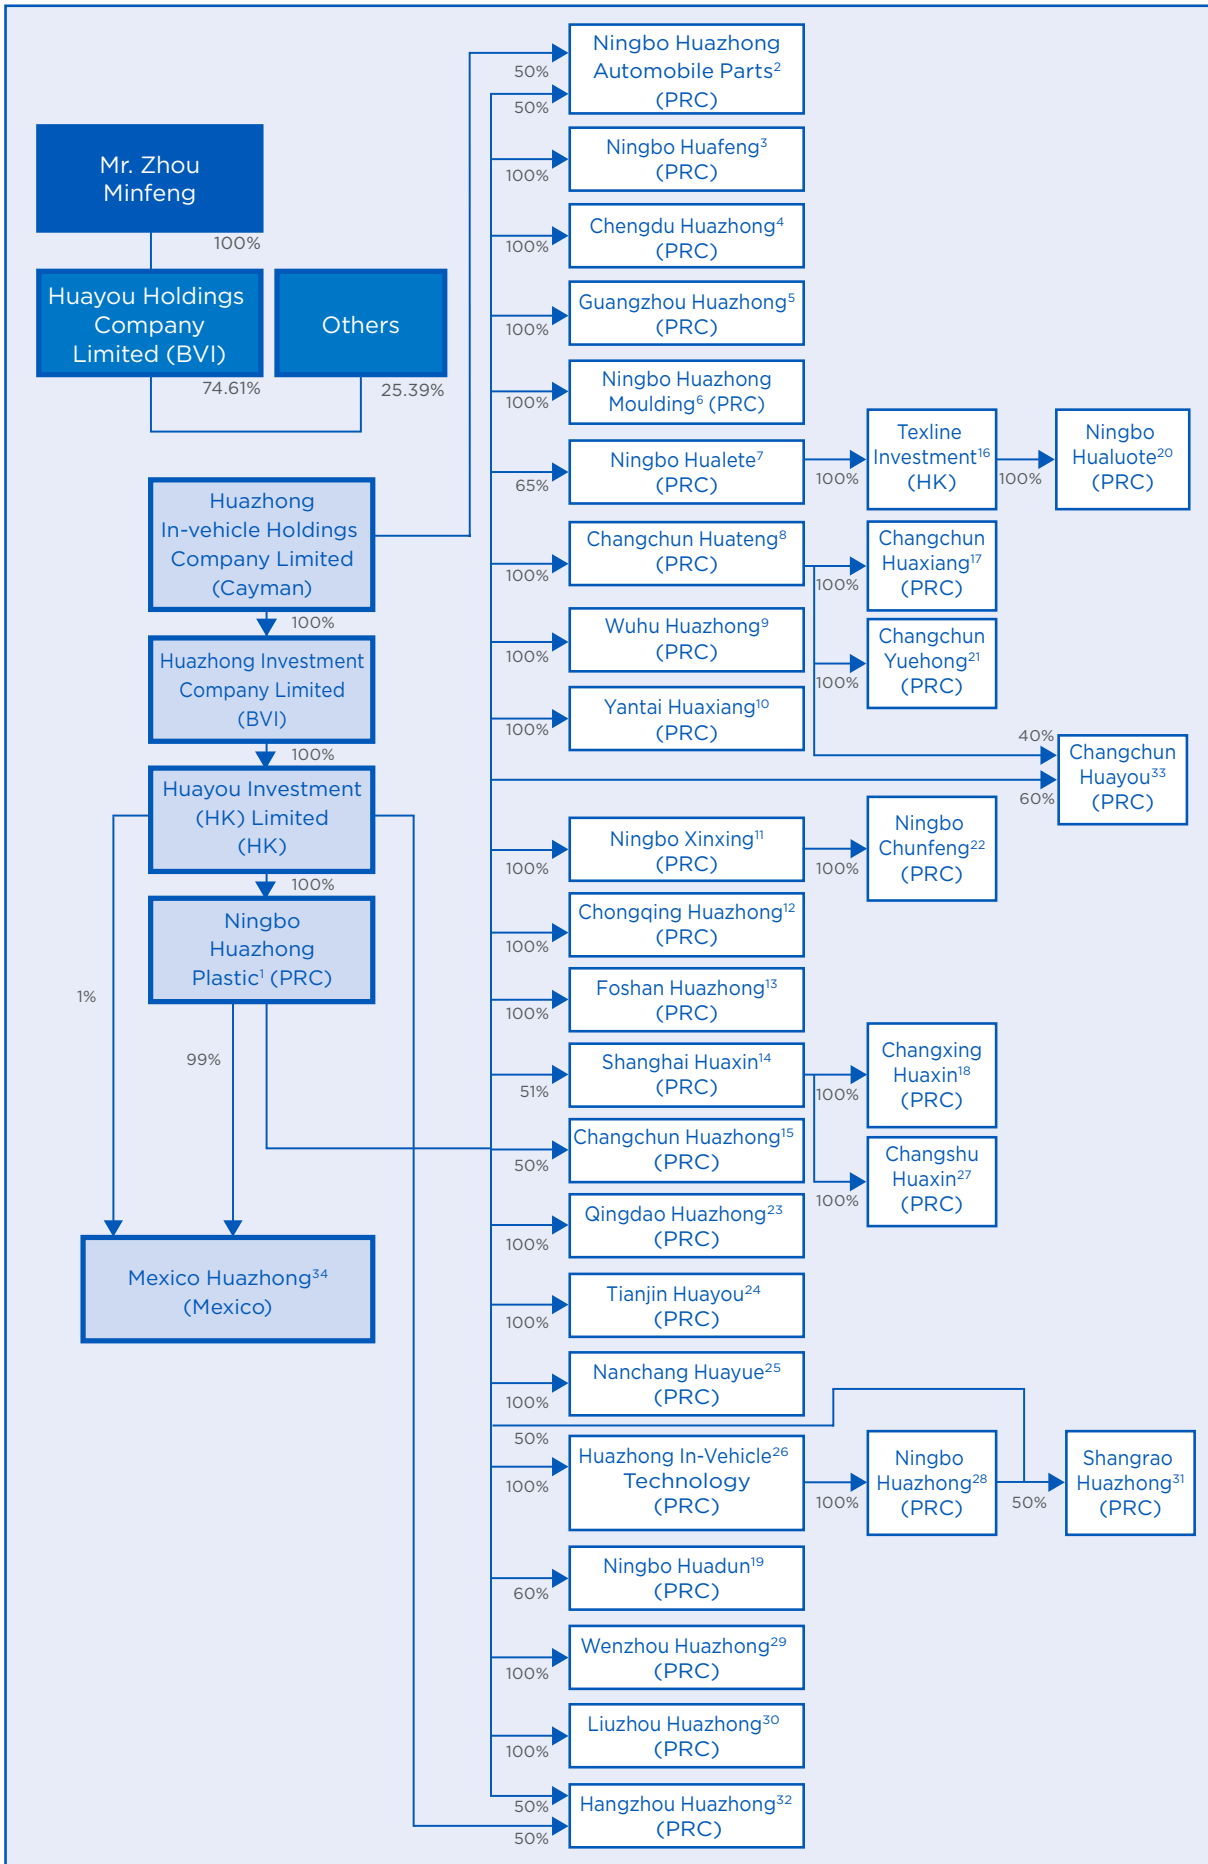 Mr. Zhou
Minfeng
100%
Huayou Holdings
Company
Limited (BVI)
74.61%
Others
25.39%
Huazhong
In-vehicle Holdings
Company Limited
(Cayman)
100%
Huazhong Investment
Company Limited
(BVI)
100%
Huayou Investment
(HK) Limited
(HK)
100%
Ningbo
Huazhong
Plastic¹ (PRC)
1%
99%
Mexico Huazhong³⁴
(Mexico)
50%
50%
Ningbo Huazhong
Automobile Parts²
(PRC)
100%
Ningbo Huafeng³
(PRC)
100%
Chengdu Huazhong⁴
(PRC)
100%
Guangzhou Huazhong⁵
(PRC)
100%
Ningbo Huazhong
Moulding⁶ (PRC)
65%
Ningbo Hualete⁷
(PRC)
100%
Texline
Investment¹⁶
(HK)
100%
Ningbo
Hualuote²⁰
(PRC)
100%
Changchun Huateng⁸
(PRC)
100%
Changchun
Huaxiang¹⁷
(PRC)
100%
Changchun
Yuehong²¹
(PRC)
100%
Wuhu Huazhong⁹
(PRC)
100%
Yantai Huaxiang¹⁰
(PRC)
40%
60%
Changchun
Huayou³³
(PRC)
100%
Ningbo Xinxing¹¹
(PRC)
100%
Ningbo
Chunfeng²²
(PRC)
100%
Chongqing Huazhong¹²
(PRC)
100%
Foshan Huazhong¹³
(PRC)
51%
Shanghai Huaxin¹⁴
(PRC)
100%
Changxing
Huaxin¹⁸
(PRC)
100%
Changshu
Huaxin²⁷
(PRC)
50%
Changchun Huazhong¹⁵
(PRC)
100%
Qingdao Huazhong²³
(PRC)
100%
Tianjin Huayou²⁴
(PRC)
100%
Nanchang Huayue²⁵
(PRC)
50%
100%
Huazhong In-Vehicle²⁶
Technology
(PRC)
100%
Ningbo
Huazhong²⁸
(PRC)
50%
Shangrao
Huazhong³¹
(PRC)
60%
Ningbo Huadun¹⁹
(PRC)
100%
Wenzhou Huazhong²⁹
(PRC)
100%
Liuzhou Huazhong³⁰
(PRC)
50%
50%
Hangzhou Huazhong³²
(PRC)